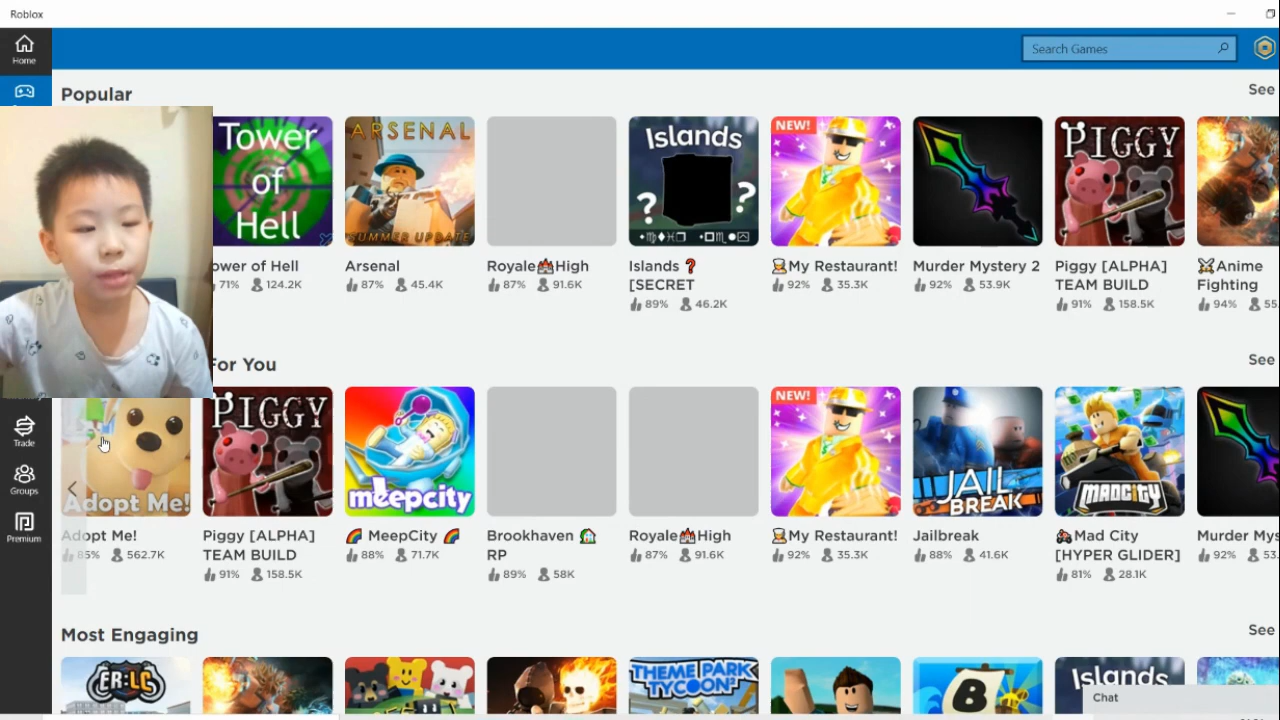 Roblox
Home
Search Games
Popular
See
Tower
of
Hell
ARSENAL
SUMMER UPDATE
Islands
? ?
NEW!
PIGGY
ower of Hell
Arsenal
Royale🏰High
Islands ❓
[SECRET
👨‍🍳My Restaurant!
Murder Mystery 2
Piggy [ALPHA]
TEAM BUILD
⚔️Anime
Fighting
71% 124.2K
87% 45.4K
87% 91.6K
89% 46.2K
92% 35.3K
92% 53.9K
91% 158.5K
94% 55
For You
See
Adopt Me!
PIGGY
meepcity
NEW!
JAIL
BREAK
MADCITY
Trade
Groups
Premium
Adopt Me!
Piggy [ALPHA]
TEAM BUILD
🌈 MeepCity 🌈
Brookhaven 🏡
RP
Royale🏰High
👨‍🍳My Restaurant!
Jailbreak
Mad City
[HYPER GLIDER]
Murder Mys
85% 562.7K
91% 158.5K
88% 71.7K
89% 58K
87% 91.6K
92% 35.3K
88% 41.6K
81% 28.1K
92% 53
Most Engaging
See
ER:LC
THEME PARK
TYCOON2
B
Islands
Chat